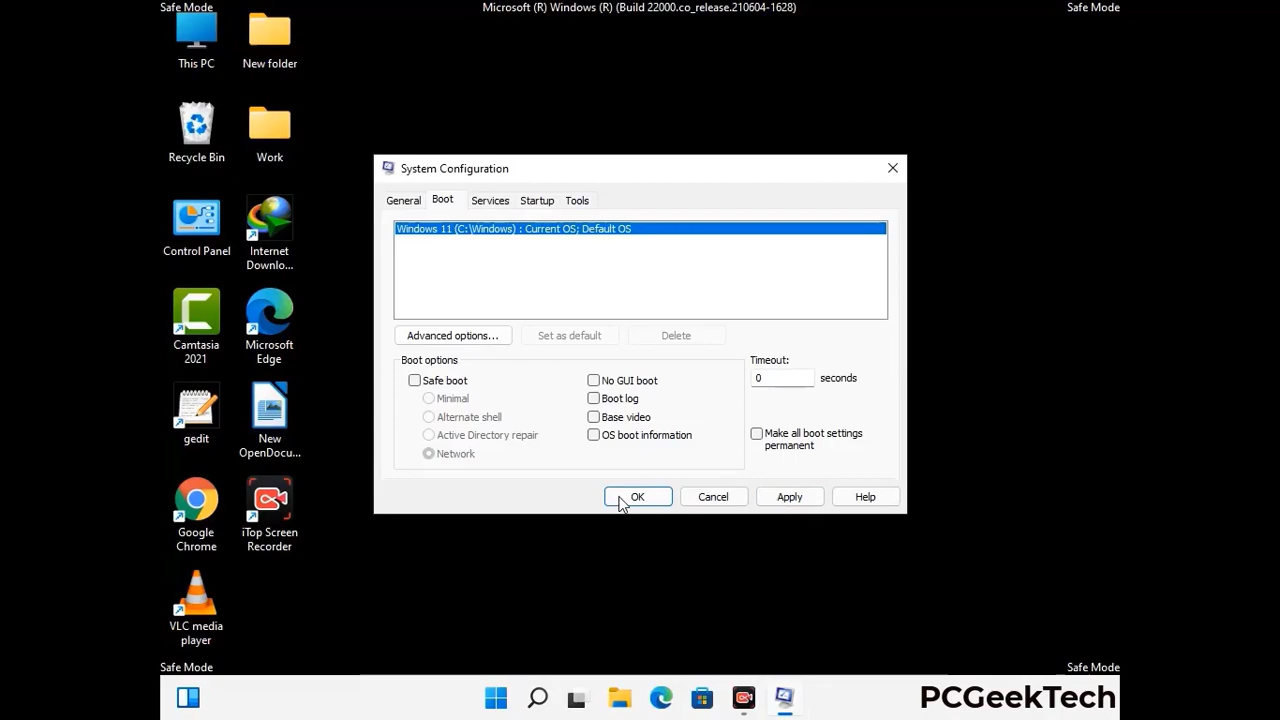 Safe Mode
Microsoft (R) Windows (R) (Build 22000.co_release.210604-1628)
Safe Mode
This PC
New folder
Recycle Bin
Work
Control Panel
Internet
Downlo...
Camtasia
2021
Microsoft
Edge
gedit
New
OpenDocu...
Google
Chrome
iTop Screen
Recorder
VLC media
player
System Configuration
General
Boot
Services
Startup
Tools
Windows 11 (C:\Windows) : Current OS; Default OS
Advanced options...
Set as default
Delete
Boot options
Safe boot
Minimal
Alternate shell
Active Directory repair
Network
No GUI boot
Boot log
Base video
OS boot information
Timeout:
0 seconds
Make all boot settings
permanent
OK
Cancel
Apply
Help
Safe Mode
Safe Mode
PCGeekTech